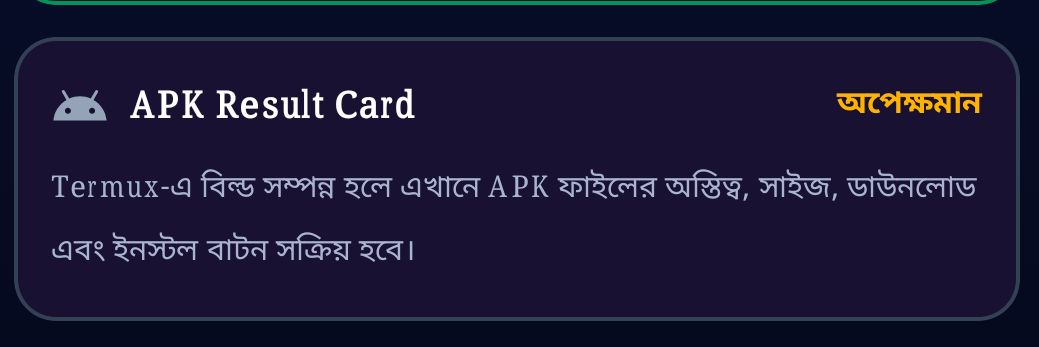 APK Result Card
অপেক্ষমান
Termux-এ বিল্ড সম্পন্ন হলে এখানে APK ফাইলের অস্তিত্ব, সাইজ, ডাউনলোড
এবং ইনস্টল বাটন সক্রিয় হবে।